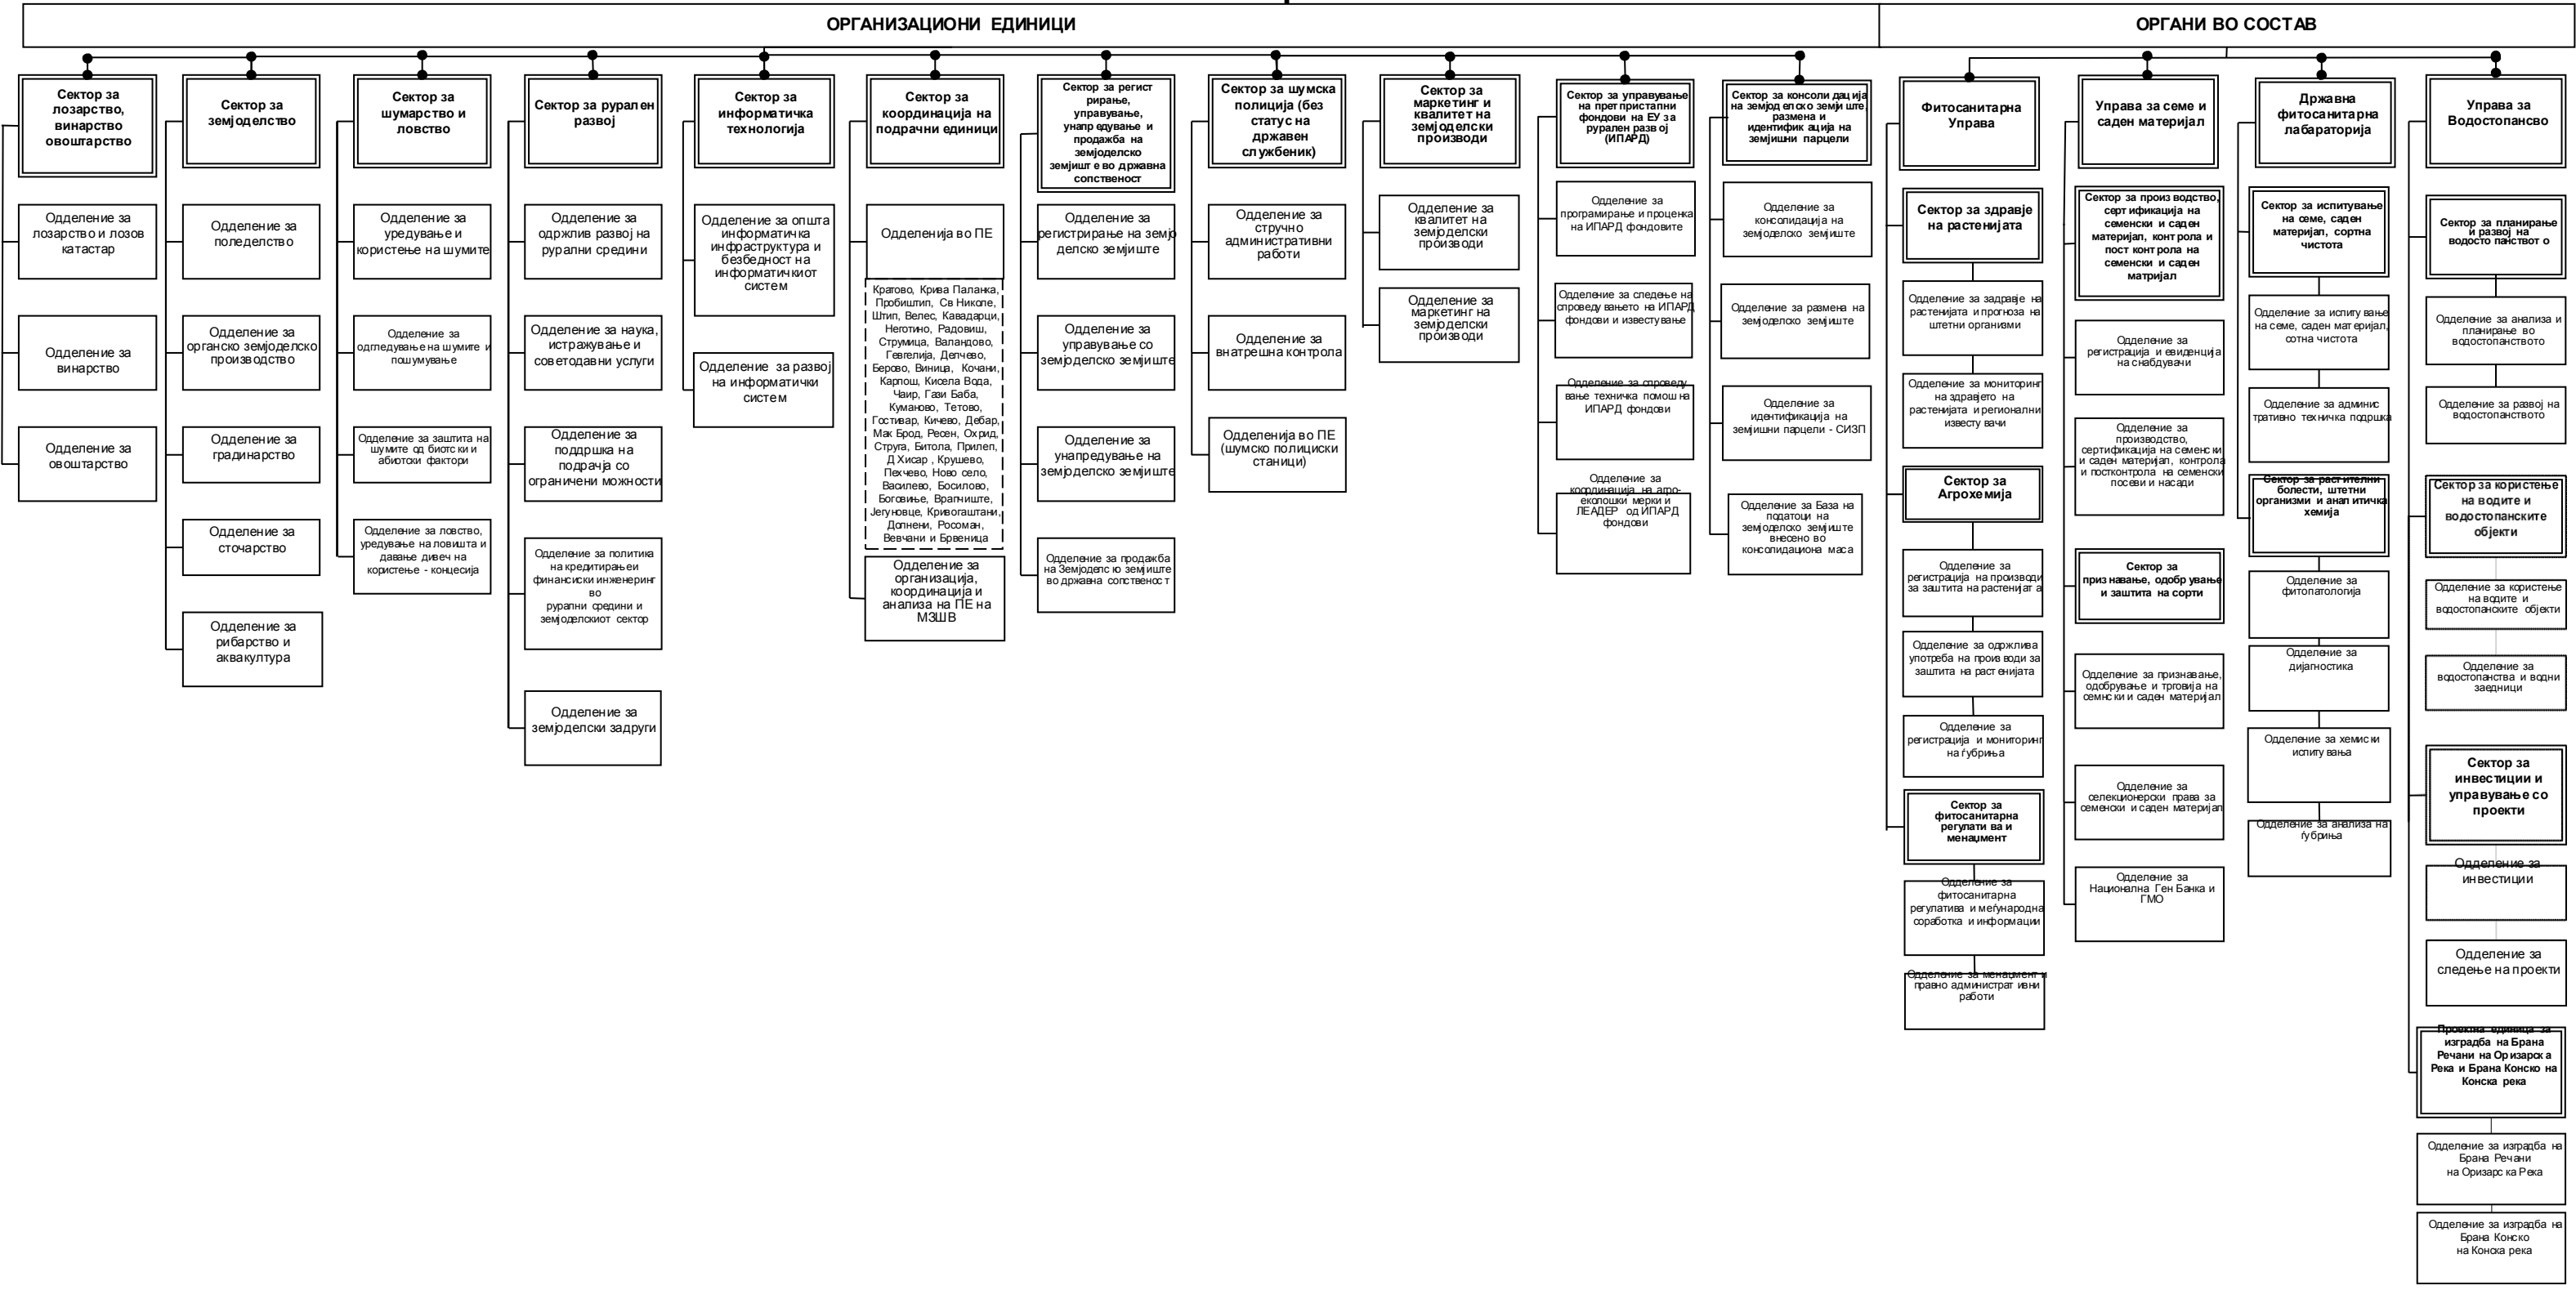 ОРГАНИЗАЦИОНИ ЕДИНИЦИ
ОРГАНИ ВО СОСТАВ
Сектор за
лозарство,
винарство
овоштарство
Одделение за
лозарство и лозов
катастар
Одделение за
винарство
Одделение за
овоштарство
Сектор за
земјоделство
Одделение за
поледелство
Одделение за
органско земјоделско
производство
Одделение за
градинарство
Одделение за
сточарство
Одделение за
рибарство и
аквакултура
Сектор за
шумарство и
ловство
Одделение за
уредување и
користење на шумите
Одделение за
одгледување на шумите и
пошумување
Одделение за заштита на
шумите од биотски и
абиотски фактори
Одделение за ловство,
уредување на ловишта и
давање дивеч на
користење - концесија
Сектор за рурален
развој
Одделение за
одржлив развој на
рурални средини
Одделение за наука,
истражување и
советодавни услуги
Одделение за
поддршка на
подрачја со
ограничени можности
Одделение за политика
на кредитирање и
финансиски инженеринг
во
рурални средини и
земјоделскиот сектор
Одделение за
земјоделски задруги
Сектор за
информатичка
технологија
Одделение за општа
информатичка
инфраструктура и
безбедност на
информатичкиот
систем
Одделение за развој
на информатички
систем
Сектор за
координација на
подрачни единици
Одделенија во ПЕ
Кратово, Крива Паланка,
Пробиштип, Св Николе,
Штип, Велес, Кавадарци,
Неготино, Радовиш,
Струмица, Валандово,
Гевгелија, Делчево,
Берово, Виница, Кочани,
Карпош, Кисела Вода,
Чаир, Гази Баба,
Куманово, Тетово,
Гостивар, Кичево, Дебар,
Мак Брод, Ресен, Охрид,
Струга, Битола, Прилеп,
Д Хисар , Крушево,
Пехчево, Ново село,
Василево, Босилово,
Боговиње, Врапчиште,
Јегуновце, Кривогаштани,
Долнени, Росоман,
Вевчани и Брвеница
Одделение за
организација,
координација и
анализа на ПЕ на
МЗШВ
Сектор за регист
рирање,
управување,
унапредување и
продажба на
земјоделско
земјиште во државна
сопственост
Одделение за
регистрирање на земјо
делско земјиште
Одделение за
управување со
земјоделско земјиште
Одделение за
унапредување на
земјоделско земјиште
Одделение за продажба
на Земјоделско земјиште
во државна сопственост
Сектор за шумска
полиција (без
статус на
државен
службеник)
Одделение за
стручно
административни
работи
Одделение за
внатрешна контрола
Одделенија во ПЕ
(шумско полициски
станици)
Сектор за
маркетинг и
квалитет на
земјоделски
производи
Одделение за
квалитет на
земјоделски
производи
Одделение за
маркетинг на
земјоделски
производи
Сектор за управување
на претпристапни
фондови на ЕУ за
рурален развој
(ИПАРД)
Одделение за
програмирање и проценка
на ИПАРД фондовите
Одделение за следење на
спроведувањето на ИПАРД
фондови и известување
Одделение за спроведу
вање техничка помош на
ИПАРД фондови
Одделение за
координација на агро-
еколошки мерки и
ЛЕАДЕР од ИПАРД
фондови
Сектор за консолидација
на земјоделско земјиште,
размена и
идентификација на
земјишни парцели
Одделение за
консолидација на
земјоделско земјиште
Одделение за размена на
земјоделско земјиште
Одделение за
идентификација на
земјишни парцели - СИЗП
Одделение за База на
податоци на
земјоделско земјиште
внесено во
консолидациона маса
Фитосанитарна
Управа
Сектор за здравје
на растенијата
Одделение за задравје на
растенијата и прогноза на
штетни организми
Одделение за мониторинг
на здравјето на
растенијата и регионални
известувачи
Сектор за
Агрохемија
Одделение за
регистрација на производи
за заштита на растенијата
Одделение за одржлива
употреба на производи за
заштита на растенијата
Одделение за
регистрација и мониторинг
на ѓубриња
Сектор за
фитосанитарна
регулатива и
менаџмент
Одделение за
фитосанитарна
регулатива и меѓународна
соработка и информации
Одделение за менаџмент и
правно административни
работи
Управа за семе и
саден материјал
Сектор за производство,
сертификација на
семенски и саден
материјал, контрола и
пост контрола на
семенски и саден
матријал
Одделение за
регистрација и евиденција
на снабдувачи
Одделение за
производство,
сертификација на семенски
и саден материјал, контрола
и постконтрола на семенски
посеви и насади
Сектор за
признавање, одобрување
и заштита на сорти
Одделение за признавање,
одобрување и трговија на
семнски и саден материјал
Одделение за
селекционерски права за
семенски и саден материјал
Одделение за
Национална Ген Банка и
ГМО
Државна
фитосанитарна
лабараторија
Сектор за испитување
на семе, саден
материјал, сортна
чистота
Одделение за испитување
на семе, саден материјал,
сотна чистота
Одделение за админис
тративно техничка подршка
Сектор за растителни
болести, штетни
организми и аналитичка
хемија
Одделение за
фитопатологија
Одделение за
дијагностика
Одделение за хемиски
испитувања
Одделение за анализа на
ѓубриња
Управа за
Водостопансво
Сектор за планирање
и развој на
водостопанството
Одделение за анализа и
планирање во
водостопанството
Одделение за развој на
водостопанството
Сектор за користење
на водите и
водостопанските
објекти
Одделение за користење
на водите и
водостопанските објекти
Одделение за
водостопанства и водни
заедници
Сектор за
инвестиции и
управување со
проекти
Одделение за
инвестиции
Одделение за
следење на проекти
Проектна единица за
изградба на Брана
Речани на Оризарска
Река и Брана Конско на
Конска река
Одделение за изградба на
Брана Речани
на Оризарска Река
Одделение за изградба на
Брана Конско
на Конска река